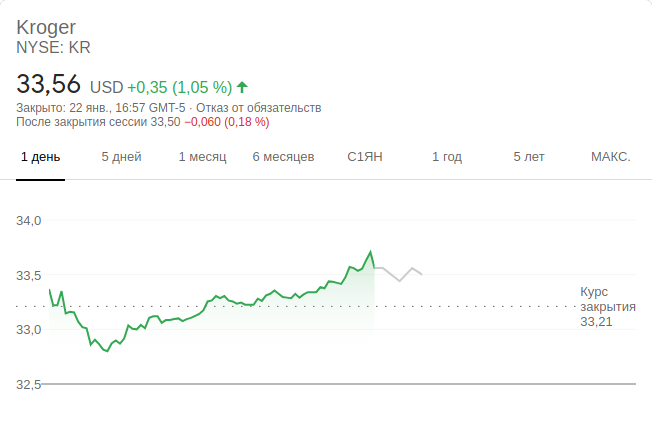 Kroger
NYSE: KR
33,56 USD +0,35 (1,05 %)
Закрыто: 22 янв., 16:57 GMT-5 · Отказ от обязательств
После закрытия сессии 33,50 −0,060 (0,18 %)
1 день 5 дней 1 месяц 6 месяцев С1ЯН 1 год 5 лет МАКС.
34,0
33,5
Курс
закрытия
33,21
33,0
32,5